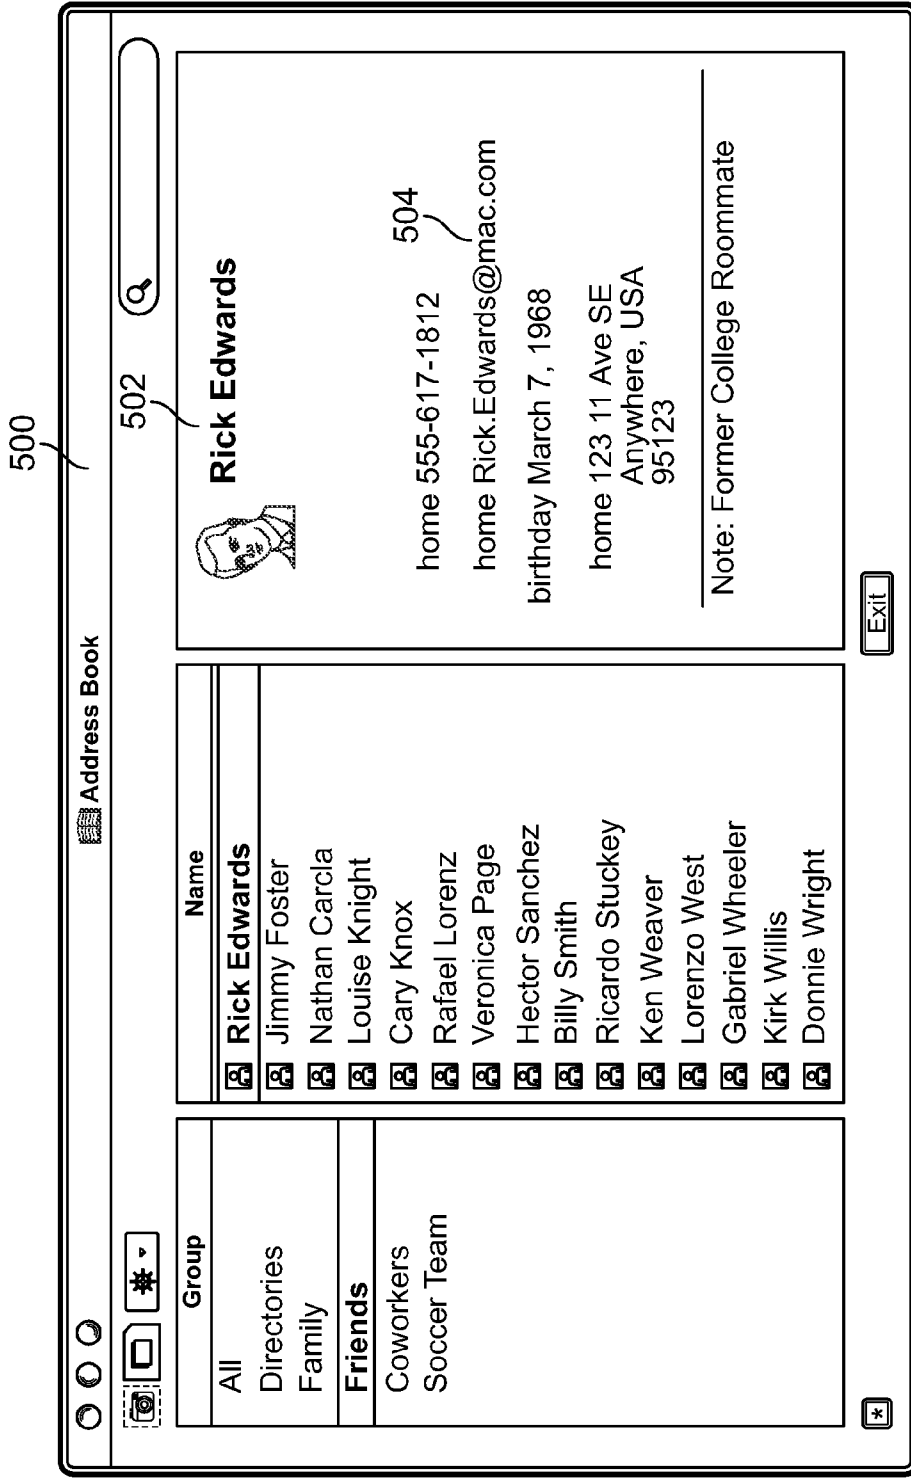 500
Address Book
Group
All
Directories
Family
Friends
Coworkers
Soccer Team
Name
Rick Edwards
Jimmy Foster
Nathan Carcla
Louise Knight
Cary Knox
Rafael Lorenz
Veronica Page
Hector Sanchez
Billy Smith
Ricardo Stuckey
Ken Weaver
Lorenzo West
Gabriel Wheeler
Kirk Willis
Donnie Wright
502
Rick Edwards
504
home 555-617-1812
home Rick.Edwards@mac.com
birthday March 7, 1968
home 123 11 Ave SE
Anywhere, USA
95123
Note: Former College Roommate
*
Exit